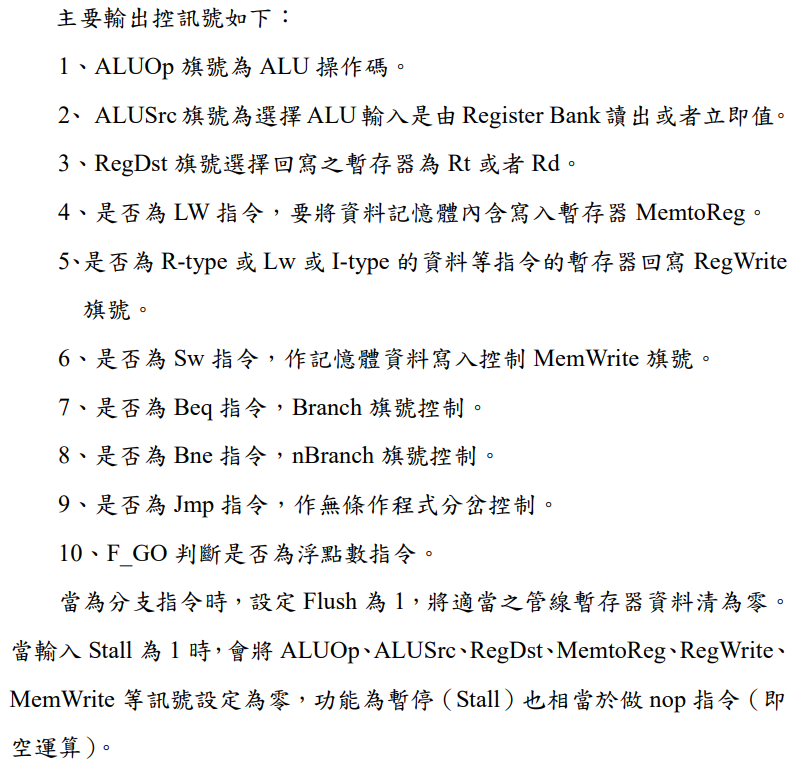 主要輸出控訊號如下：
1、ALUOp 旗號為 ALU 操作碼。
2、 ALUSrc 旗號為選擇 ALU 輸入是由 Register Bank 讀出或者立即值。
3、RegDst 旗號選擇回寫之暫存器為 Rt 或者 Rd。
4、是否為 LW 指令，要將資料記憶體內含寫入暫存器 MemtoReg。
5、是否為 R-type 或 Lw 或 I-type 的資料等指令的暫存器回寫 RegWrite
旗號。
6、是否為 Sw 指令，作記憶體資料寫入控制 MemWrite 旗號。
7、是否為 Beq 指令，Branch 旗號控制。
8、是否為 Bne 指令，nBranch 旗號控制。
9、是否為 Jmp 指令，作無條作程式分岔控制。
10、F_GO 判斷是否為浮點數指令。
當為分支指令時，設定 Flush 為 1，將適當之管線暫存器資料清為零。
當輸入 Stall 為 1 時，會將 ALUOp、ALUSrc、RegDst、MemtoReg、RegWrite、
MemWrite 等訊號設定為零，功能為暫停（Stall）也相當於做 nop 指令（即
空運算）。